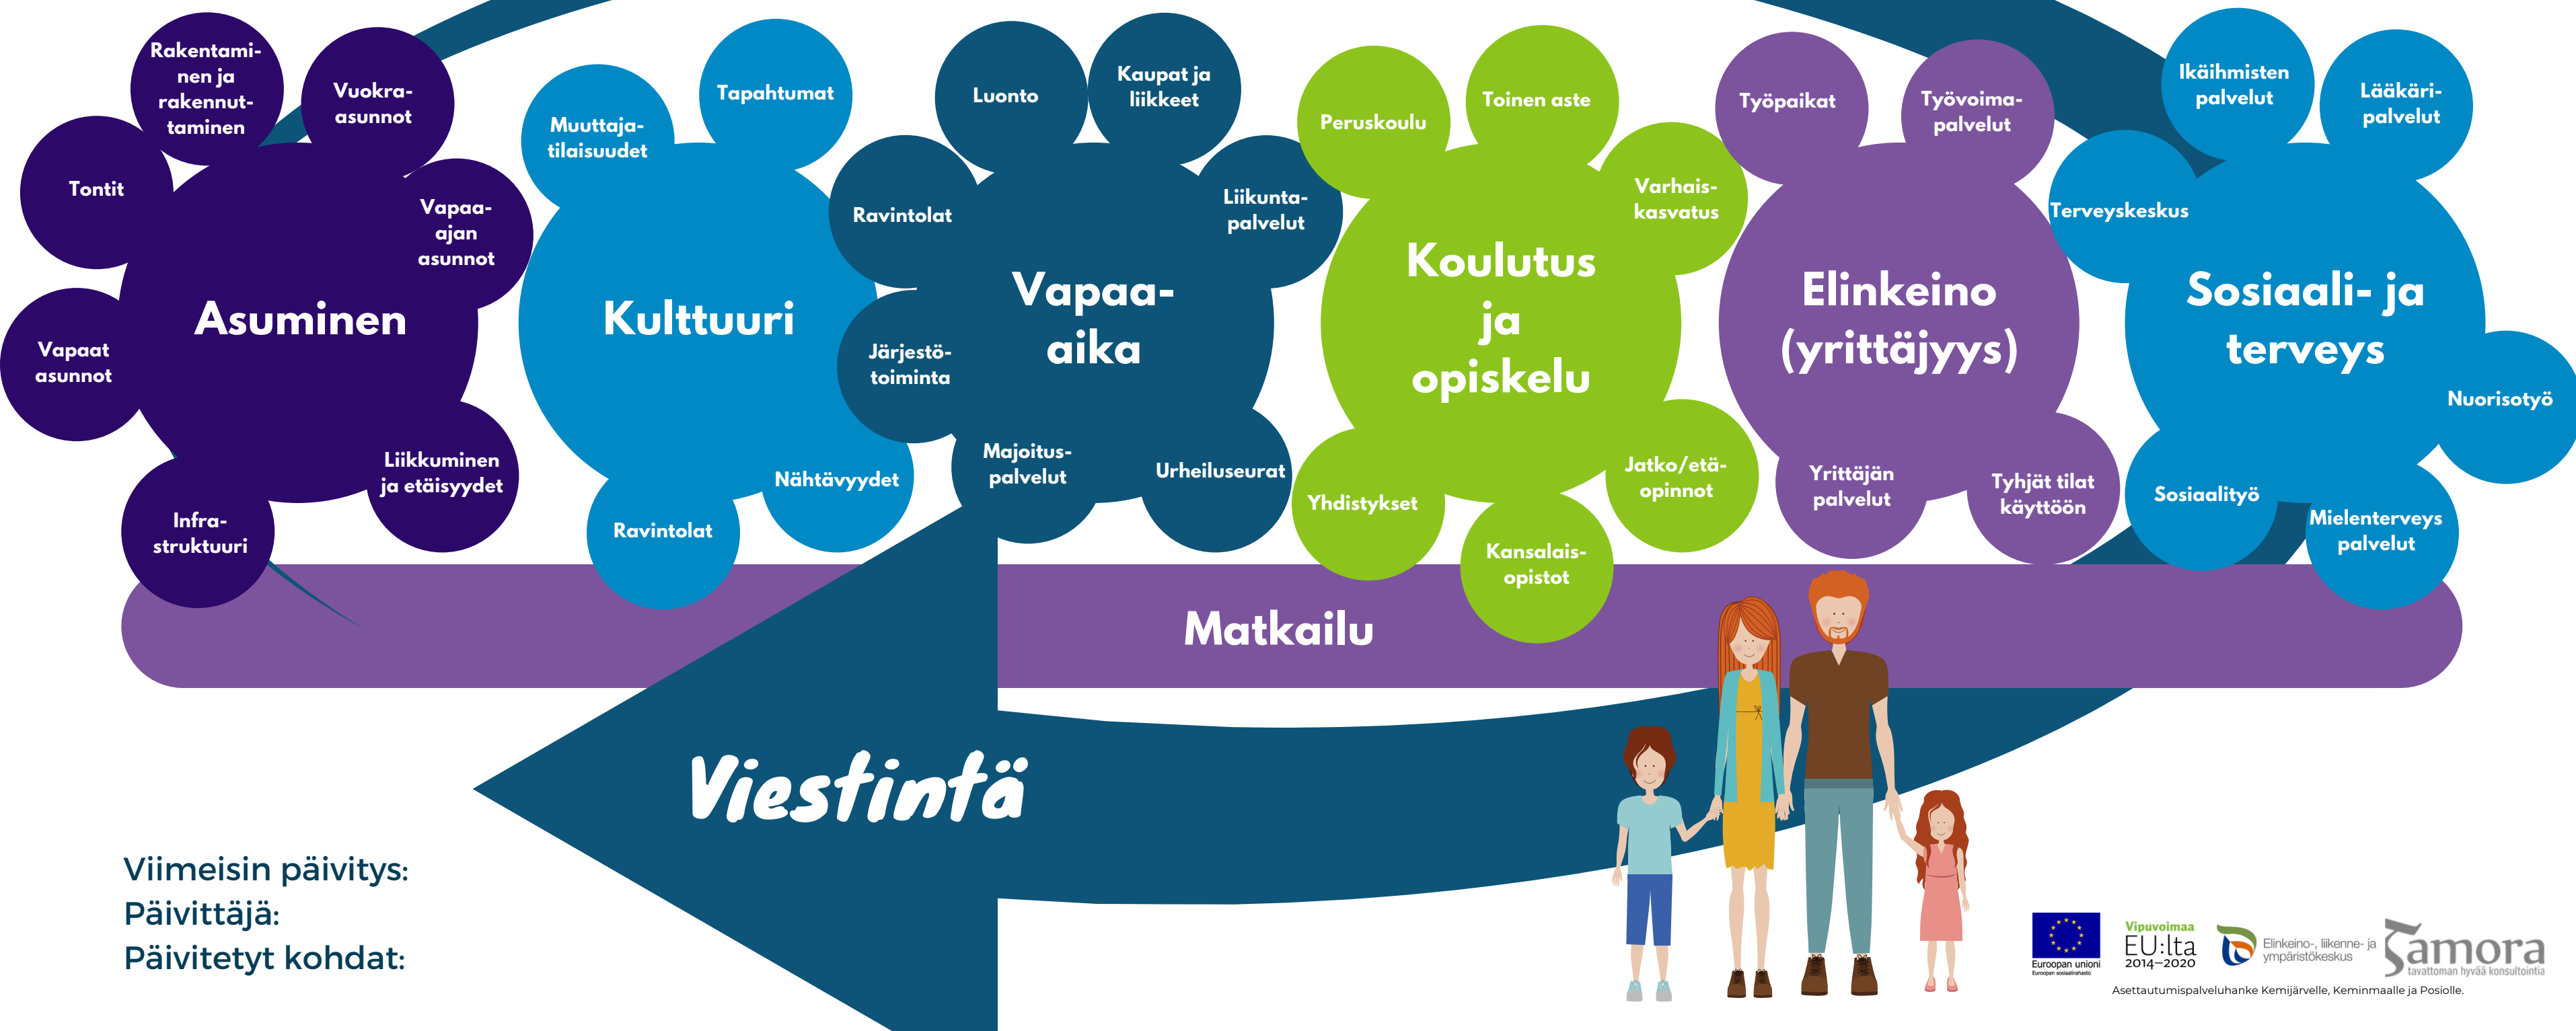 Rakentami-
nen ja
rakennut-
taminen
Vuokra-
asunnot
Tontit
Vapaa-
ajan
asunnot
Asuminen
Vapaat
asunnot
Liikkuminen
ja etäisyydet
Infra-
struktuuri
Muuttaja-
tilaisuudet
Tapahtumat
Kulttuuri
Nähtävyydet
Ravintolat
Luonto
Kaupat ja
liikkeet
Ravintolat
Liikunta-
palvelut
Vapaa-
aika
Järjestö-
toiminta
Majoitus-
palvelut
Urheiluseurat
Peruskoulu
Toinen aste
Varhais-
kasvatus
Koulutus
ja
opiskelu
Yhdistykset
Jatko/etä-
opinnot
Kansalais-
opistot
Työpaikat
Työvoima-
palvelut
Elinkeino
(yrittäjyys)
Yrittäjän
palvelut
Tyhjät tilat
käyttöön
Ikäihmisten
palvelut
Lääkäri-
palvelut
Terveyskeskus
Sosiaali- ja
terveys
Nuorisotyö
Sosiaalityö
Mielenterveys
palvelut
Matkailu
Viestintä
Viimeisin päivitys:
Päivittäjä:
Päivitetyt kohdat:
Euroopan unioni
Euroopan sosiaalirahasto
Vipuvoimaa
EU:lta
2014–2020
Elinkeino-, liikenne- ja
ympäristökeskus
Zamora
tavattoman hyvää konsultointia
Asettautumispalveluhanke Kemijärvelle, Keminmaalle ja Posiolle.